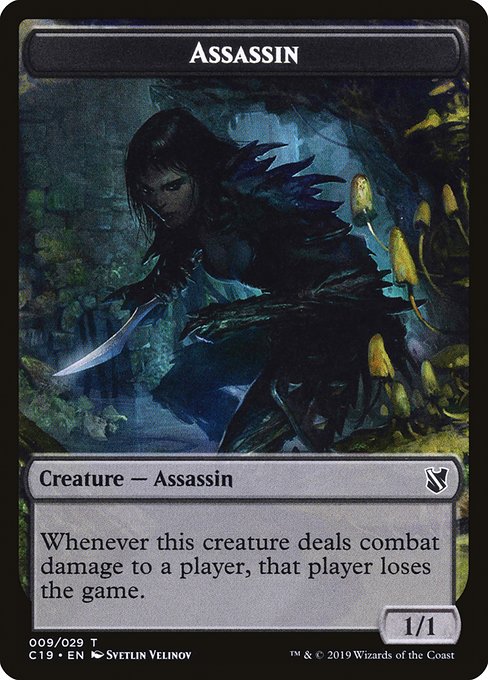 Assassin
Creature — Assassin
Whenever this creature deals combat
damage to a player, that player loses
the game.
1/1
009/029 T
C19 • EN Svetlin Velinov
™ & © 2019 Wizards of the Coast